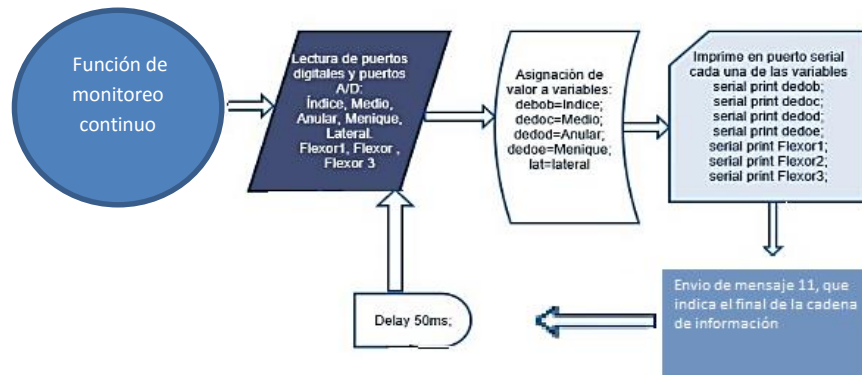 Función de
monitoreo
continuo
Lectura de puertos
digitales y puertos
A/D:
Índice, Medio,
Anular, Menique,
Lateral.
Flexor1, Flexor ,
Flexor 3
Asignación de
valor a variables:
debob=Indice;
dedoc=Medio;
dedod=Anular;
dedoe=Menique;
lat=lateral
Imprime en puerto serial
cada una de las variables
serial print dedob;
serial print dedoc;
serial print dedod;
serial print dedoe;
serial print Flexor1;
serial print Flexor2;
serial print Flexor3;
Envio de mensaje 11, que
indica el final de la cadena
de información
Delay 50ms;